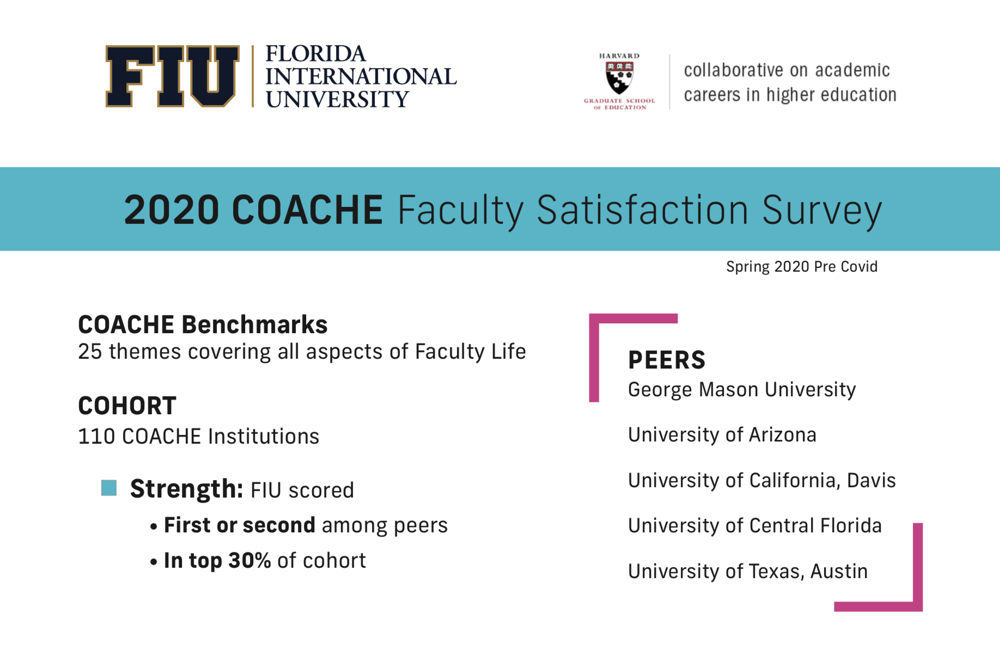 FIU
FLORIDA
INTERNATIONAL
UNIVERSITY
HARVARD
GRADUATE SCHOOL
OF EDUCATION
collaborative on academic
careers in higher education
2020 COACHE Faculty Satisfaction Survey
Spring 2020 Pre Covid
COACHE Benchmarks
25 themes covering all aspects of Faculty Life
COHORT
110 COACHE Institutions
Strength: FIU scored
• First or second among peers
• In top 30% of cohort
PEERS
George Mason University
University of Arizona
University of California, Davis
University of Central Florida
University of Texas, Austin